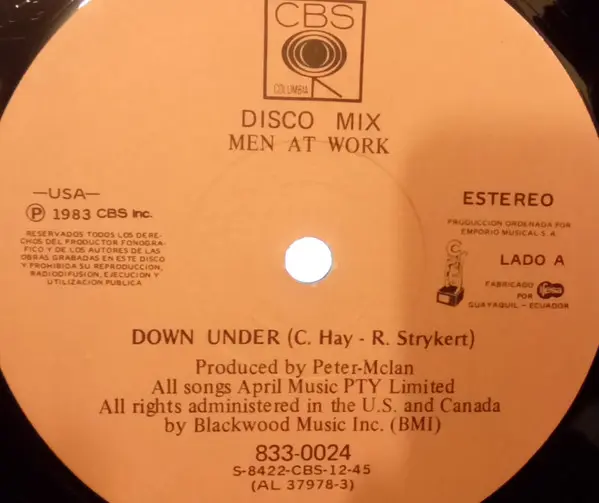 CBS
COLUMBIA
DISCO MIX
MEN AT WORK
—USA—
Ⓟ 1983 CBS Inc.
RESERVADOS TODOS LOS DERE-
CHOS DEL PRODUCTOR FONOGRA-
FICO Y DE LOS AUTORES DE LAS
OBRAS GRABADAS EN ESTE DISCO
Y PROHIBIDA SU REPRODUCCION,
RADIODIFUSION, EJECUCION Y
UTILIZACION PUBLICA
ESTEREO
PRODUCCION ORDENADA POR
EMPORIO MUSICAL S. A.
LADO A
FABRICADO
POR
GUAYAQUIL - ECUADOR
DOWN UNDER (C. Hay - R. Strykert)
Produced by Peter-Mclan
All songs April Music PTY Limited
All rights administered in the U.S. and Canada
by Blackwood Music Inc. (BMI)
833-0024
S-8422-CBS-12-45
(AL 37978-3)